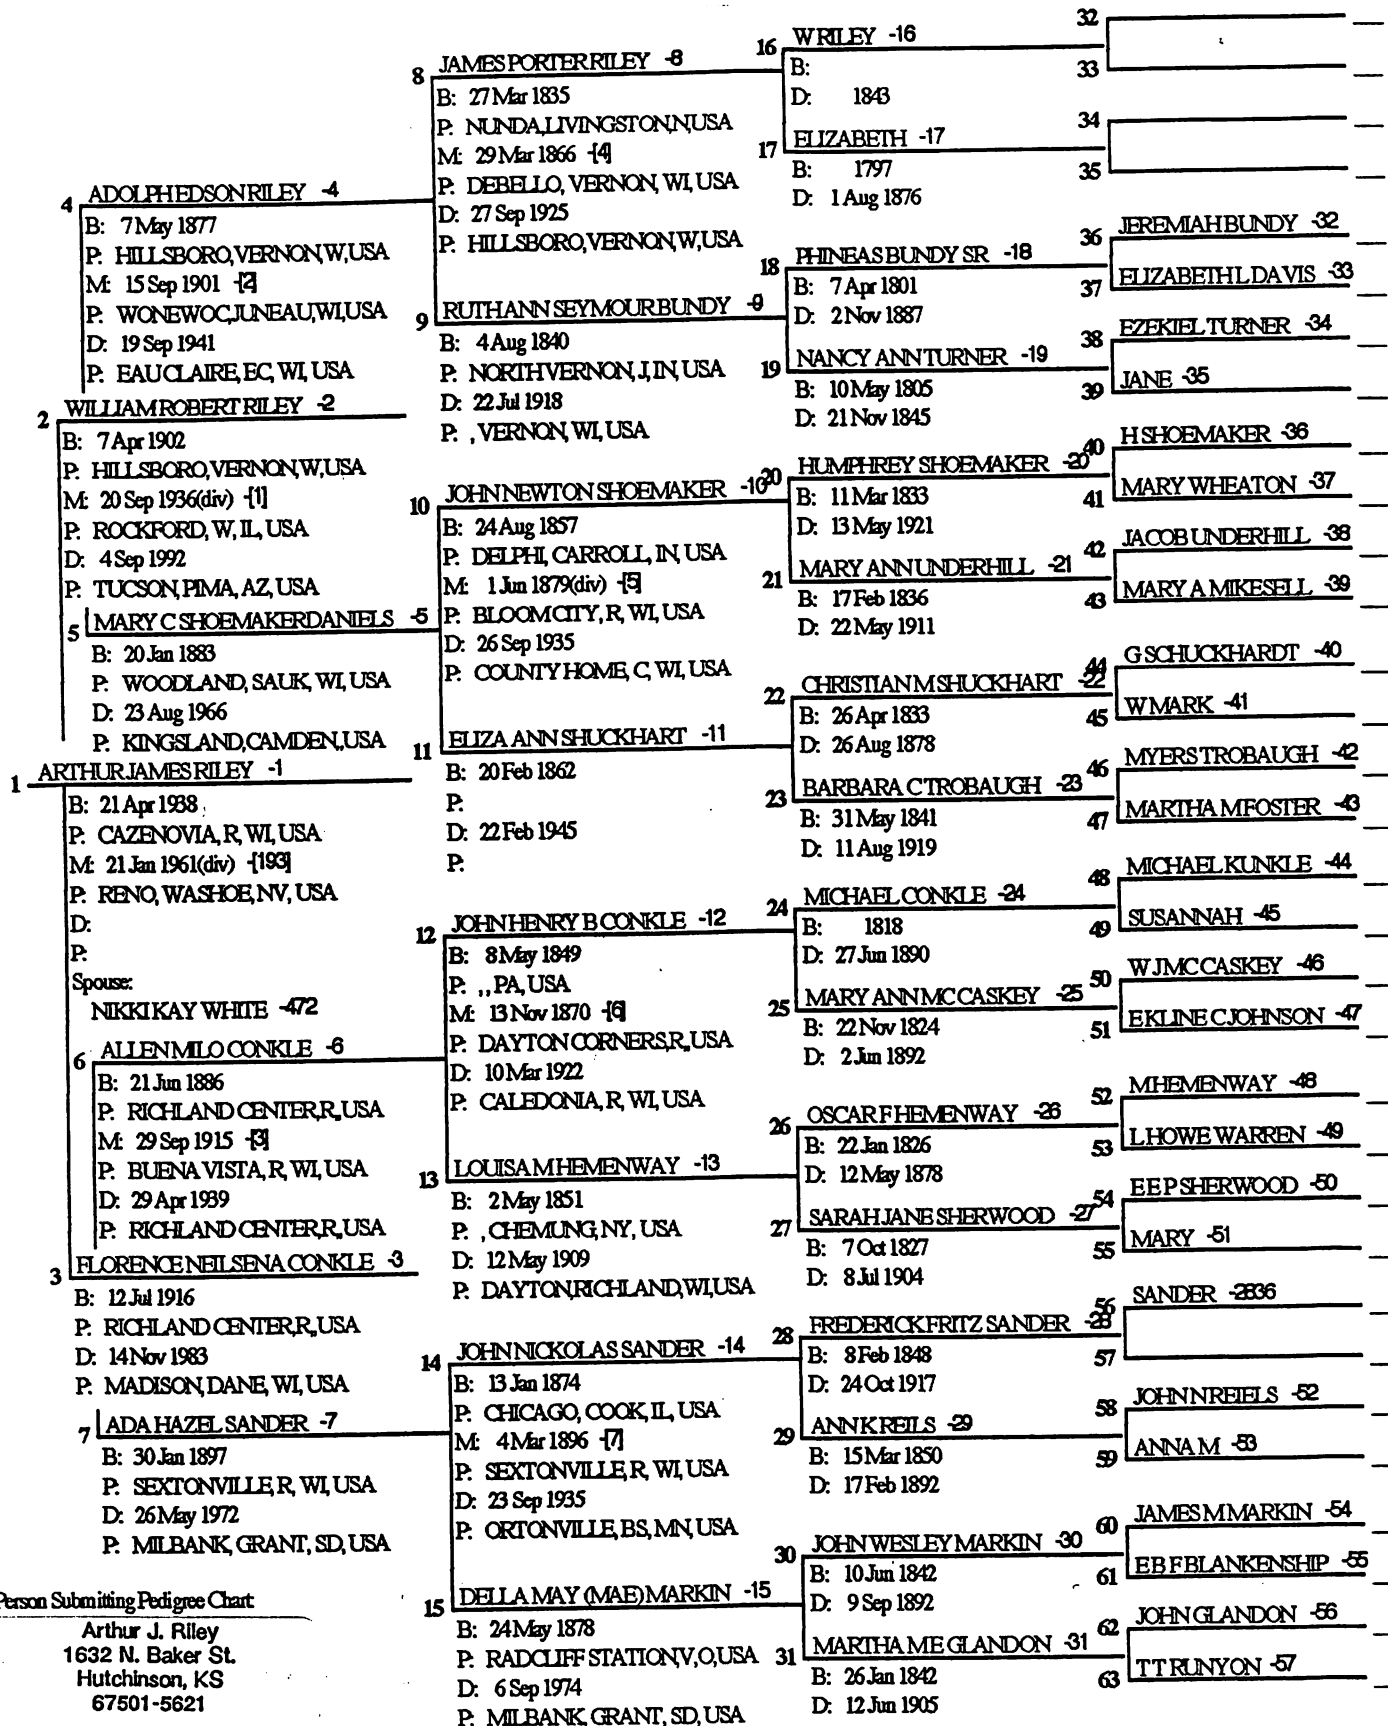 1 ARTHUR JAMES RILEY -1
B: 21 Apr 1938
P: CAZENOVIA, R, WI, USA
M: 21 Jan 1961(div) -[193]
P: RENO, WASHOE, NV, USA
D:
P:
Spouse:
NIKKI KAY WHITE -472
2 WILLIAM ROBERT RILEY -2
B: 7 Apr 1902
P: HILLSBORO, VERNON, W, USA
M: 20 Sep 1936(div) -[1]
P: ROCKFORD, W, IL, USA
D: 4 Sep 1992
P: TUCSON, PIMA, AZ, USA
3 FLORENCE NEILSENA CONKLE -3
B: 12 Jul 1916
P: RICHLAND CENTER, R, , USA
D: 14 Nov 1983
P: MADISON, DANE, WI, USA
4 ADOLPH EDSON RILEY -4
B: 7 May 1877
P: HILLSBORO, VERNON, W, USA
M: 15 Sep 1901 -[2]
P: WONEWOC, JUNEAU, WI, USA
D: 19 Sep 1941
P: EAU CLAIRE, EC, WI, USA
5 MARY C SHOEMAKERDANIELS -5
B: 20 Jan 1883
P: WOODLAND, SAUK, WI, USA
D: 23 Aug 1966
P: KINGSLAND, CAMDEN, USA
6 ALLEN MILO CONKLE -6
B: 21 Jun 1886
P: RICHLAND CENTER, R, , USA
M: 29 Sep 1915 -[3]
P: BUENA VISTA, R, WI, USA
D: 29 Apr 1939
P: RICHLAND CENTER, R, , USA
7 ADA HAZEL SANDER -7
B: 30 Jan 1897
P: SEXTONVILLE, R, WI, USA
D: 26 May 1972
P: MILBANK, GRANT, SD, USA
8 JAMES PORTER RILEY -8
B: 27 Mar 1835
P: NUNDA, LIVINGSTON, N, USA
M: 29 Mar 1866 -[4]
P: DEBELLO, VERNON, WI, USA
D: 27 Sep 1925
P: HILLSBORO, VERNON, W, USA
9 RUTH ANN SEYMOUR BUNDY -9
B: 4 Aug 1840
P: NORTH VERNON, J, IN, USA
D: 22 Jul 1918
P: , VERNON, WI, USA
10 JOHN NEWTON SHOEMAKER -10
B: 24 Aug 1857
P: DELPHI, CARROLL, IN, USA
M: 1 Jun 1879(div) -[5]
P: BLOOM CITY, R, WI, USA
D: 26 Sep 1935
P: COUNTY HOME, C, WI, USA
11 ELIZA ANN SHUCKHART -11
B: 20 Feb 1862
P:
D: 22 Feb 1945
P:
12 JOHN HENRY B CONKLE -12
B: 8 May 1849
P: , , PA, USA
M: 13 Nov 1870 -[6]
P: DAYTON CORNERS, R, , USA
D: 10 Mar 1922
P: CALEDONIA, R, WI, USA
13 LOUISA M HEMENWAY -13
B: 2 May 1851
P: , CHEMUNG, NY, USA
D: 12 May 1909
P: DAYTON, RICHLAND, WI, USA
14 JOHN NICKOLAS SANDER -14
B: 13 Jan 1874
P: CHICAGO, COOK, IL, USA
M: 4 Mar 1896 -[7]
P: SEXTONVILLE, R, WI, USA
D: 23 Sep 1935
P: ORTONVILLE, BS, MN, USA
15 DELLA MAY (MAE) MARKIN -15
B: 24 May 1878
P: RADCLIFF STATION, V, O, USA
D: 6 Sep 1974
P: MILBANK, GRANT, SD, USA
16 W RILEY -16
B:
D: 1843
17 ELIZABETH -17
B: 1797
D: 1 Aug 1876
18 PHINEAS BUNDY SR -18
B: 7 Apr 1801
D: 2 Nov 1887
19 NANCY ANN TURNER -19
B: 10 May 1805
D: 21 Nov 1845
20 HUMPHREY SHOEMAKER -20
B: 11 Mar 1833
D: 13 May 1921
21 MARY ANN UNDERHILL -21
B: 17 Feb 1836
D: 22 May 1911
22 CHRISTIAN M SHUCKHART -22
B: 26 Apr 1833
D: 26 Aug 1878
23 BARBARA C TROBAUGH -23
B: 31 May 1841
D: 11 Aug 1919
24 MICHAEL CONKLE -24
B: 1818
D: 27 Jun 1890
25 MARY ANN MC CASKEY -25
B: 22 Nov 1824
D: 2 Jun 1892
26 OSCAR F HEMENWAY -26
B: 22 Jan 1826
D: 12 May 1878
27 SARAH JANE SHERWOOD -27
B: 7 Oct 1827
D: 8 Jul 1904
28 FREDERICK FRITZ SANDER -28
B: 8 Feb 1848
D: 24 Oct 1917
29 ANN K REILS -29
B: 15 Mar 1850
D: 17 Feb 1892
30 JOHN WESLEY MARKIN -30
B: 10 Jun 1842
D: 9 Sep 1892
31 MARTHA M E GLANDON -31
B: 26 Jan 1842
D: 12 Jun 1905
32
33
34
35
36 JEREMIAH BUNDY -32
37 ELIZABETH L DAVIS -33
38 EZEKIEL TURNER -34
39 JANE -35
40 H SHOEMAKER -36
41 MARY WHEATON -37
42 JACOB UNDERHILL -38
43 MARY A MIKESELL -39
44 G SCHUCKHARDT -40
45 W MARK -41
46 MYERS TROBAUGH -42
47 MARTHA M FOSTER -43
48 MICHAEL KUNKLE -44
49 SUSANNAH -45
50 W J MC CASKEY -46
51 E KLINE C JOHNSON -47
52 M HEMENWAY -48
53 L HOWE WARREN -49
54 E E P SHERWOOD -50
55 MARY -51
56 SANDER -2836
57
58 JOHN N REIELS -52
59 ANNA M -53
60 JAMES M MARKIN -54
61 E B F BLANKENSHIP -55
62 JOHN GLANDON -56
63 T T RUNYON -57
Person Submitting Pedigree Chart
Arthur J. Riley
1632 N. Baker St.
Hutchinson, KS
67501-5621